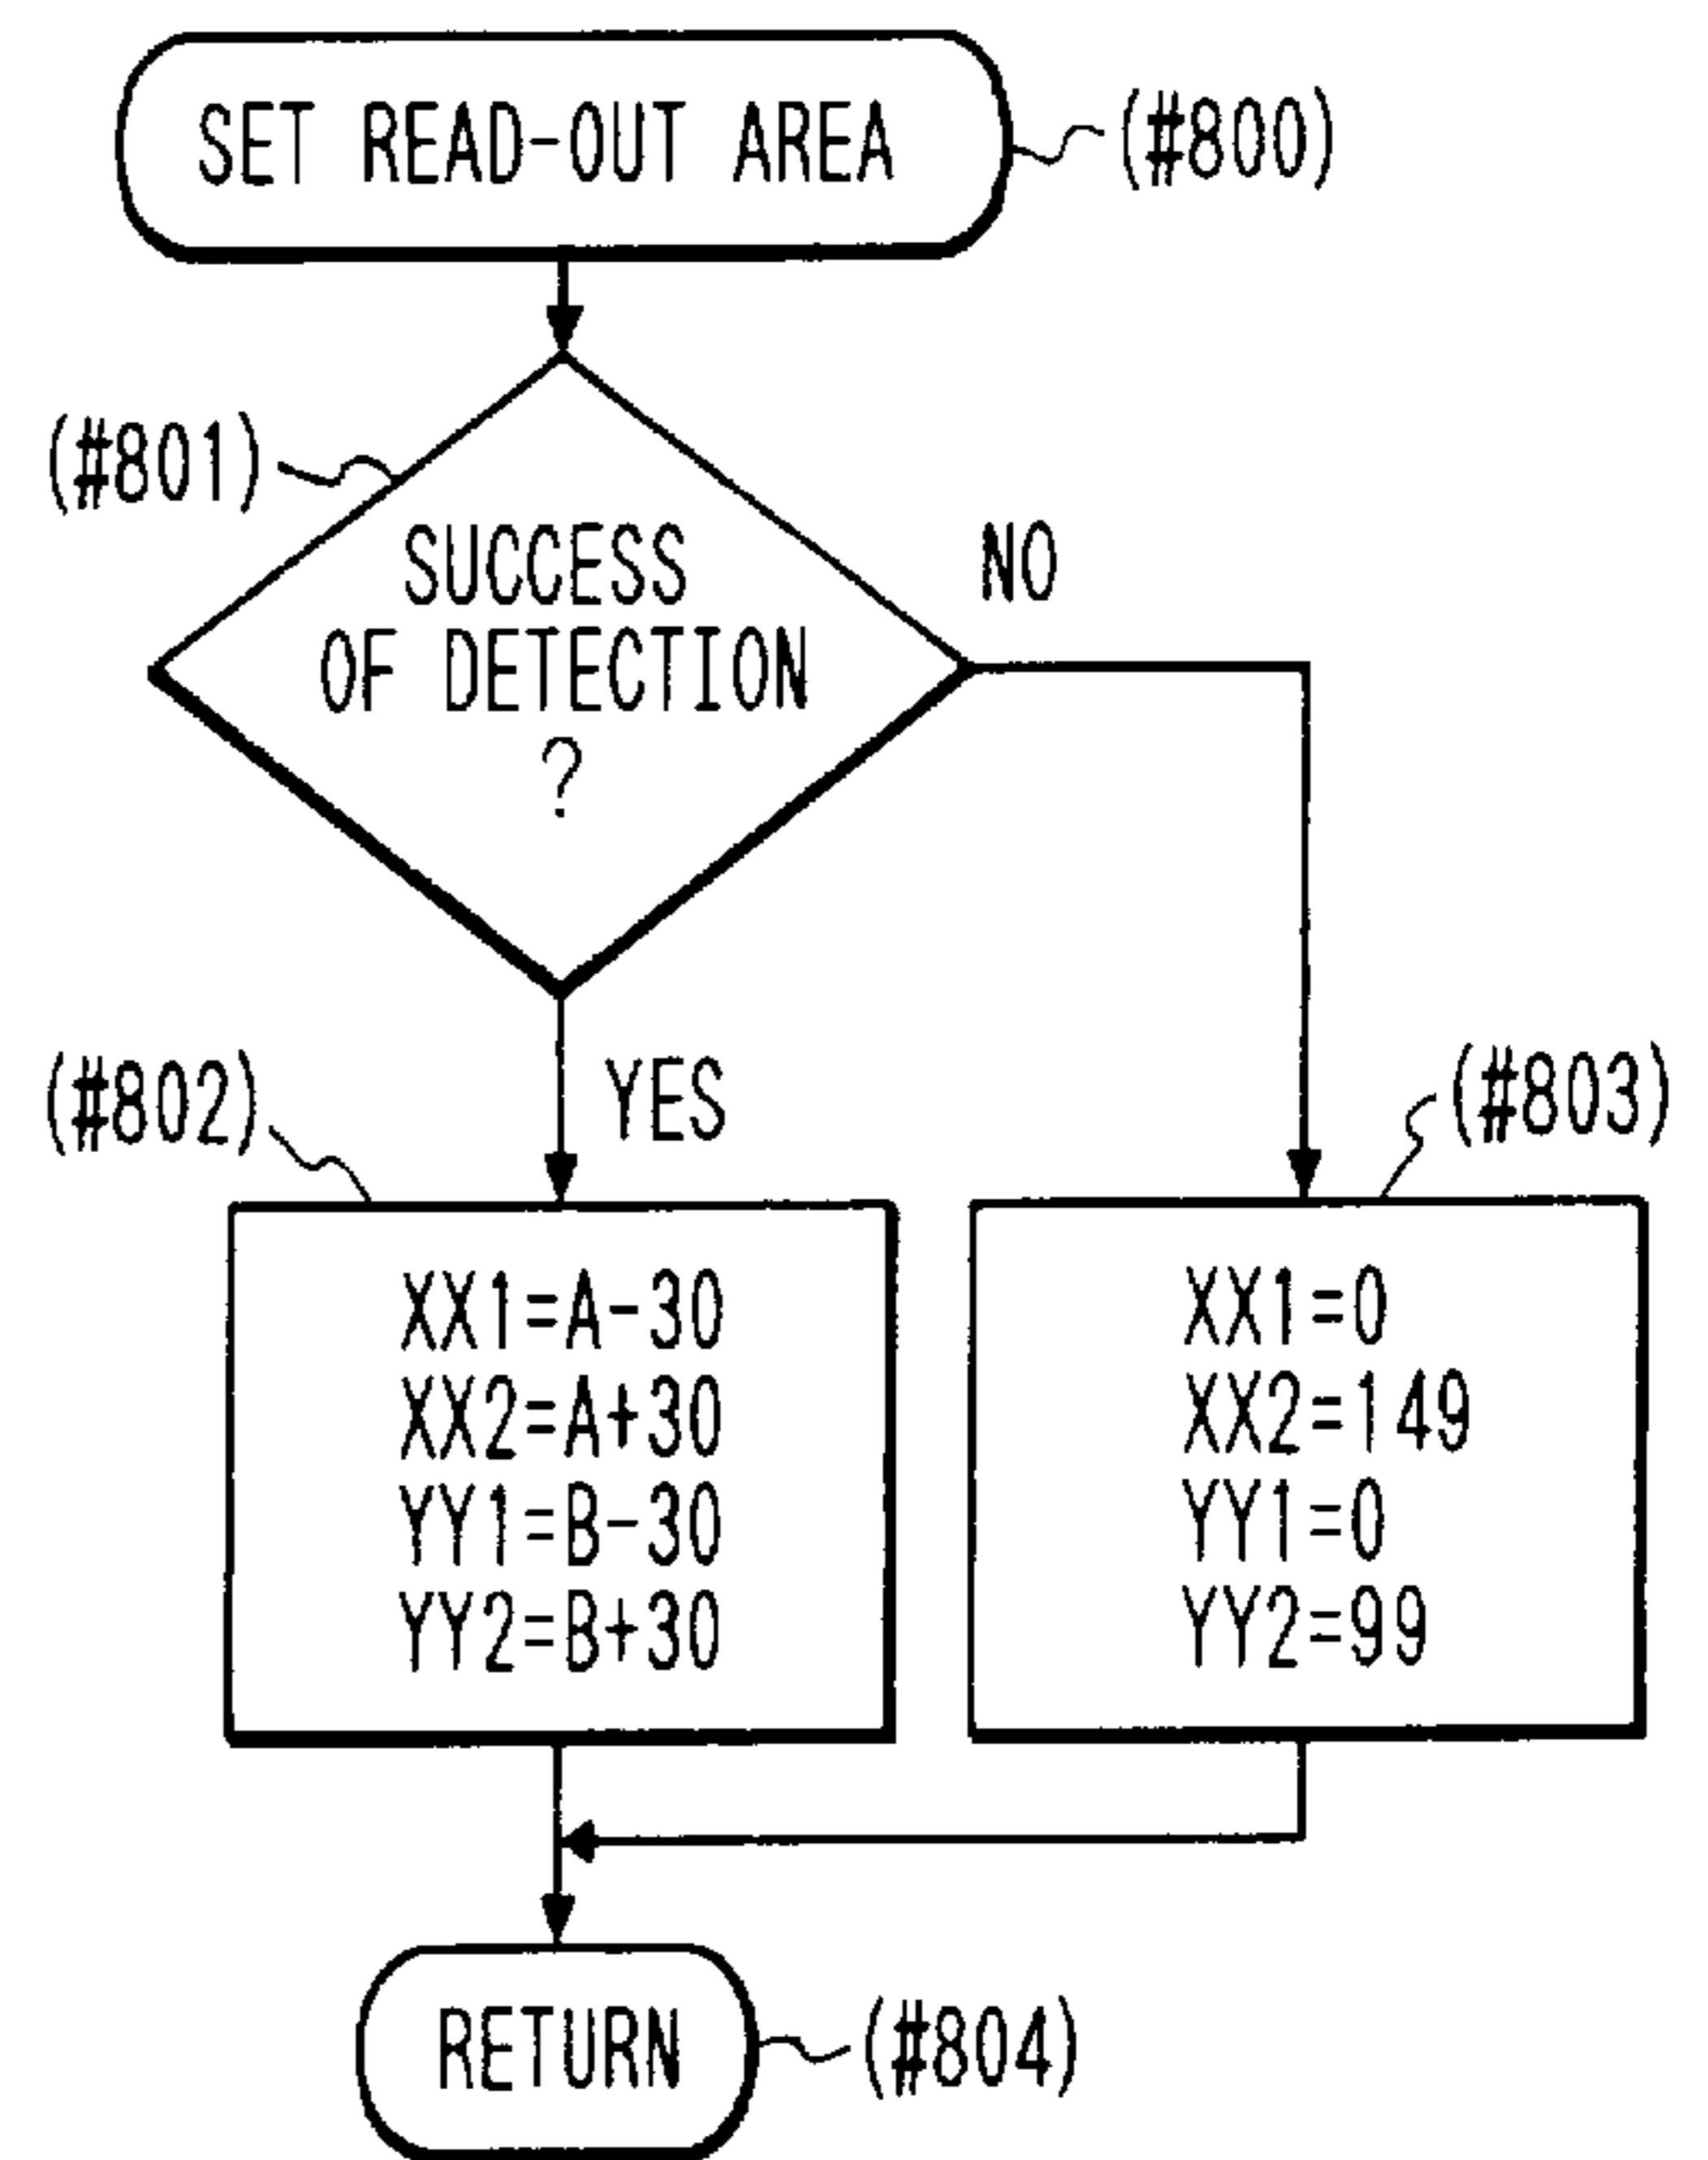 SET READ-OUT AREA
(#800)
(#801)
SUCCESS
OF DETECTION
?
NO
YES
(#802)
(#803)
XX1=A-30
XX2=A+30
YY1=B-30
YY2=B+30
XX1=0
XX2=149
YY1=0
YY2=99
RETURN
(#804)